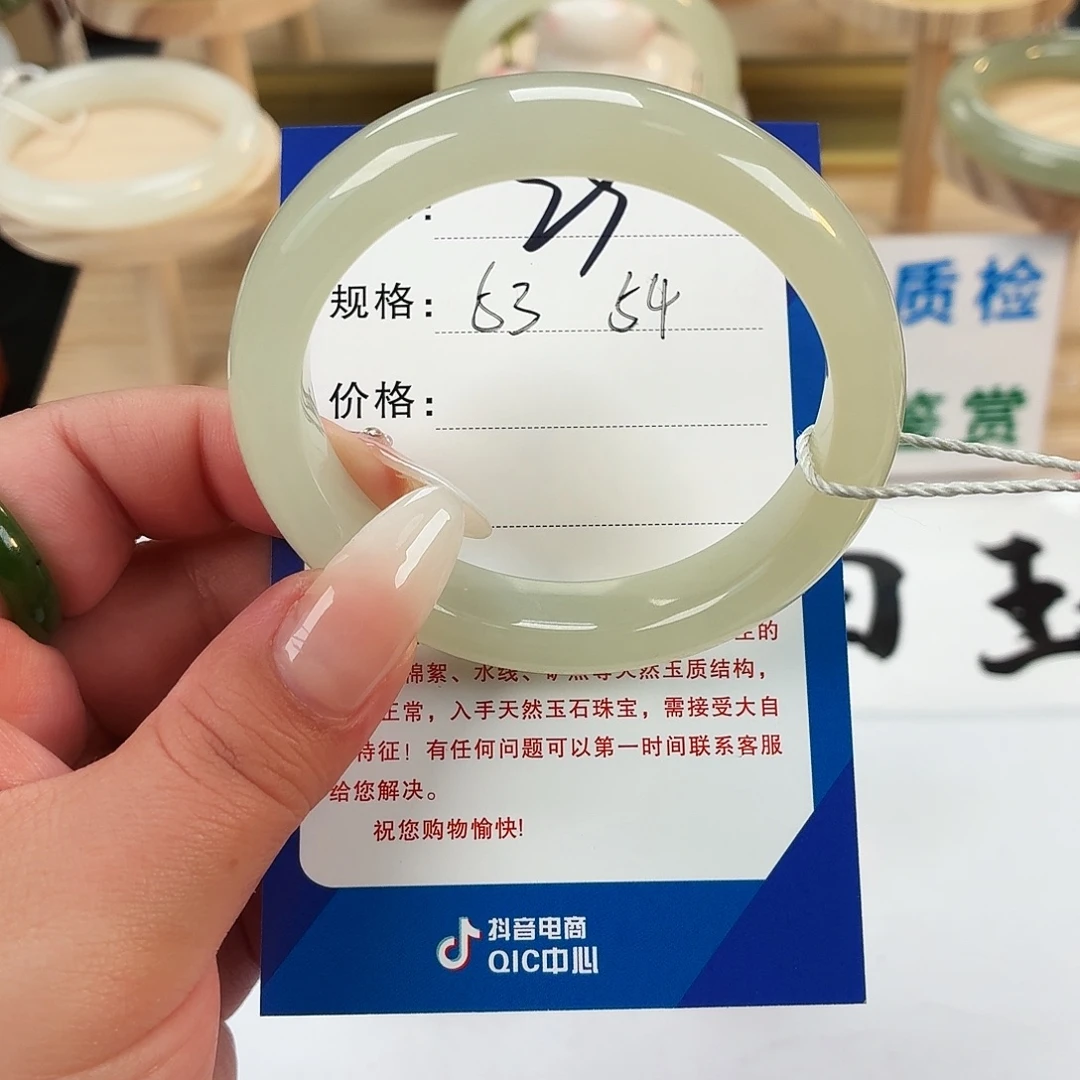 规格：53 54
价格：
棉絮、水线、矿点等天然玉质结构，
正常，入手天然玉石珠宝，需接受大自
特征！有任何问题可以第一时间联系客服
给您解决。
祝您购物愉快!
抖音电商
QIC中心
质检
鉴赏
玉